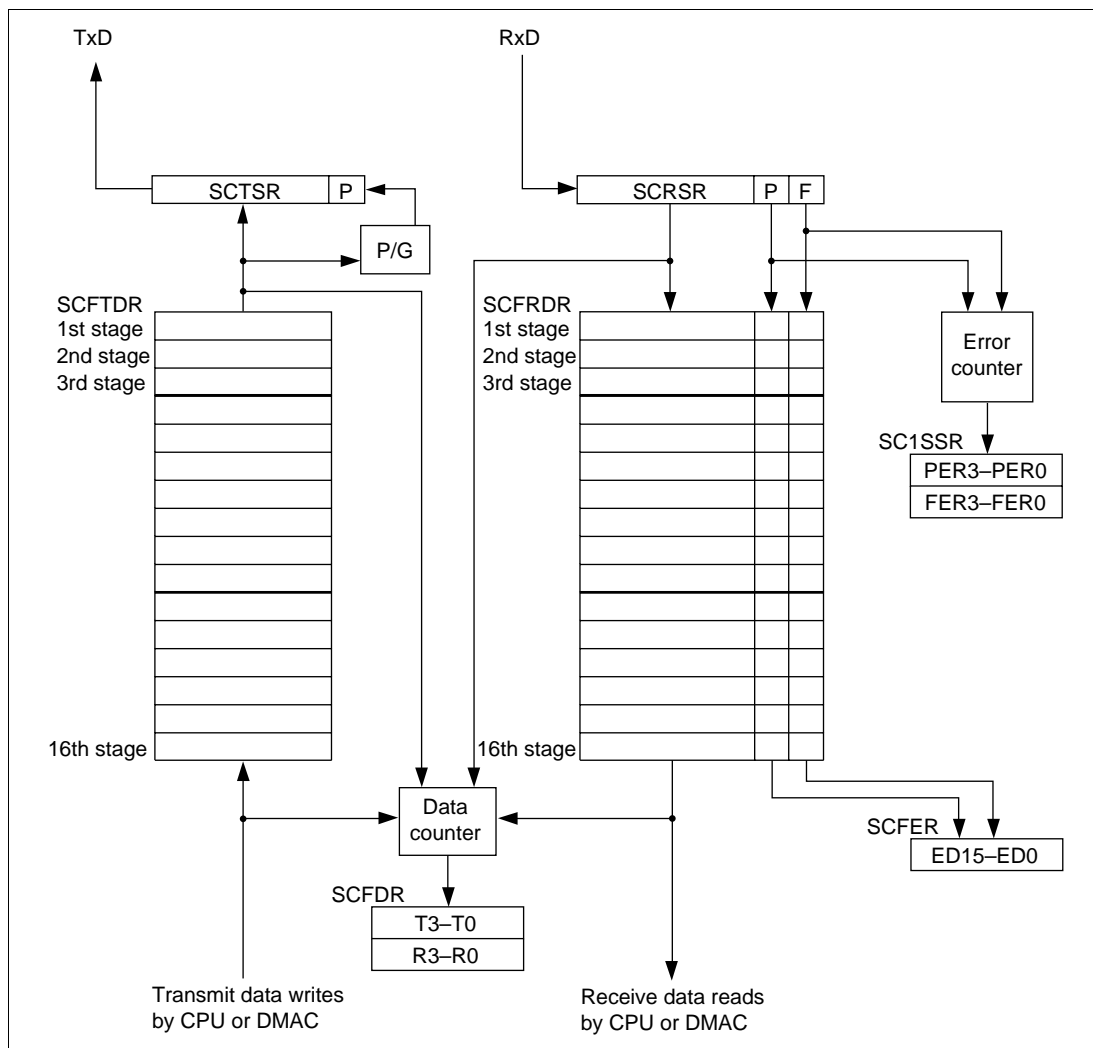 TxD
RxD
SCTSR P
SCRSR P F
P/G
SCFTDR
1st stage
2nd stage
3rd stage
16th stage
SCFRDR
1st stage
2nd stage
3rd stage
16th stage
Error
counter
SC1SSR
PER3–PER0
FER3–FER0
Data
counter
SCFER
ED15–ED0
SCFDR
T3–T0
R3–R0
Transmit data writes
by CPU or DMAC
Receive data reads
by CPU or DMAC